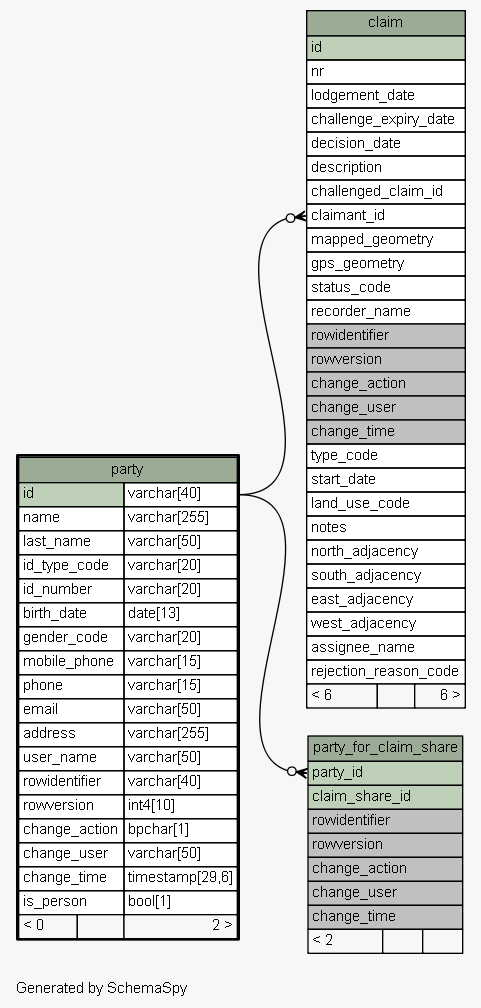 claim
id
nr
lodgement_date
challenge_expiry_date
decision_date
description
challenged_claim_id
claimant_id
mapped_geometry
gps_geometry
status_code
recorder_name
rowidentifier
rowversion
change_action
change_user
change_time
type_code
start_date
land_use_code
notes
north_adjacency
south_adjacency
east_adjacency
west_adjacency
assignee_name
rejection_reason_code
< 6 6 >
party
id varchar[40]
name varchar[255]
last_name varchar[50]
id_type_code varchar[20]
id_number varchar[20]
birth_date date[13]
gender_code varchar[20]
mobile_phone varchar[15]
phone varchar[15]
email varchar[50]
address varchar[255]
user_name varchar[50]
rowidentifier varchar[40]
rowversion int4[10]
change_action bpchar[1]
change_user varchar[50]
change_time timestamp[29,6]
is_person bool[1]
< 0 2 >
party_for_claim_share
party_id
claim_share_id
rowidentifier
rowversion
change_action
change_user
change_time
< 2
Generated by SchemaSpy